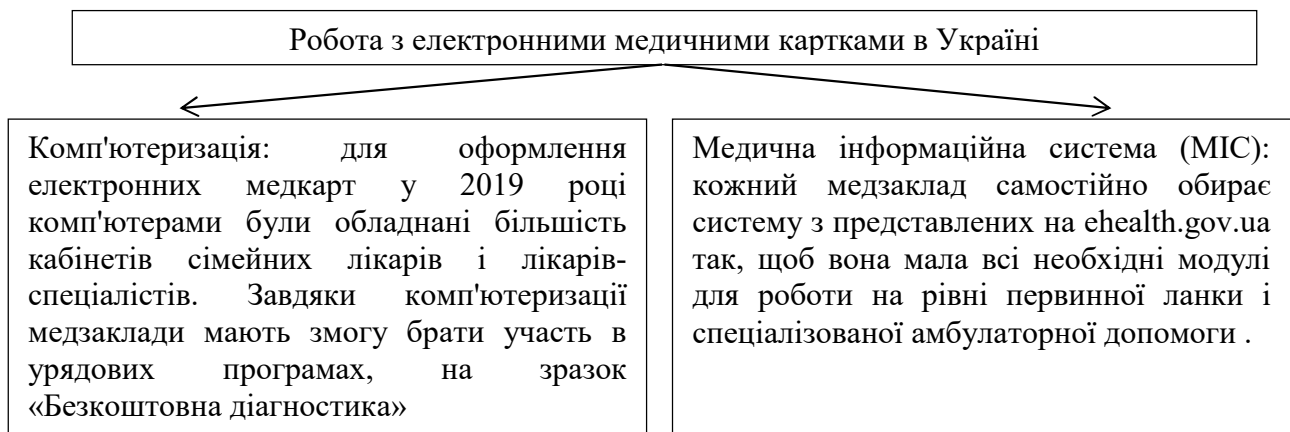 Робота з електронними медичними картками в Україні
Комп'ютеризація: для оформлення
електронних медкарт у 2019 році
комп'ютерами були обладнані більшість
кабінетів сімейних лікарів і лікарів-
спеціалістів. Завдяки комп'ютеризації
медзаклади мають змогу брати участь в
урядових програмах, на зразок
«Безкоштовна діагностика»
Медична інформаційна система (МІС):
кожний медзаклад самостійно обирає
систему з представлених на ehealth.gov.ua
так, щоб вона мала всі необхідні модулі
для роботи на рівні первинної ланки і
спеціалізованої амбулаторної допомоги .